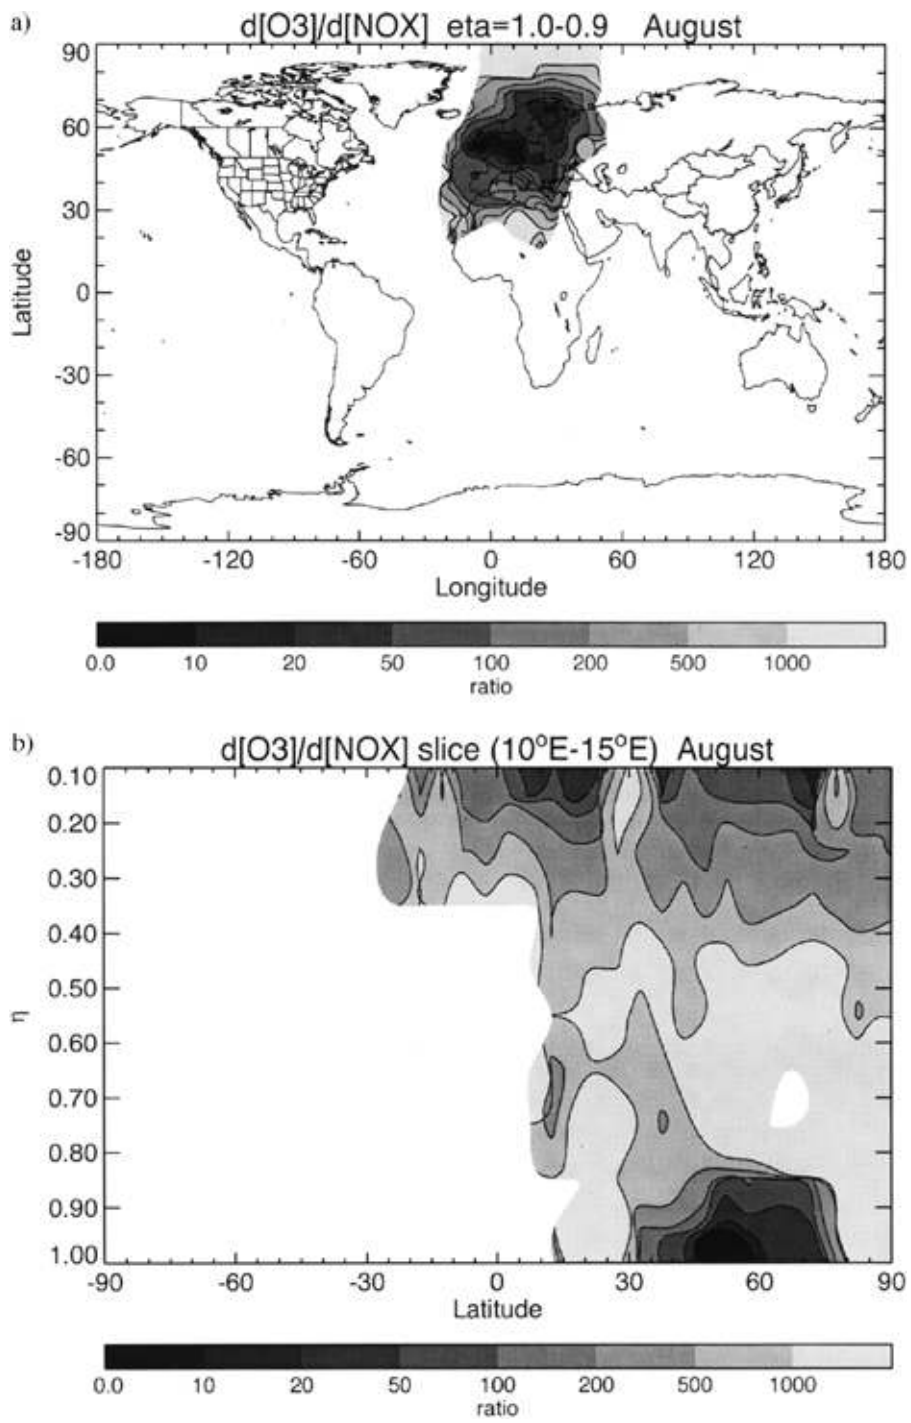 a)
d[O3]/d[NOX] eta=1.0-0.9 August
90
60
30
0
-30
-60
-90
Latitude
-180 -120 -60 0 60 120 180
Longitude
0.0 10 20 50 100 200 500 1000
ratio
b)
d[O3]/d[NOX] slice (10°E-15°E) August
0.10
0.20
0.30
0.40
0.50
0.60
0.70
0.80
0.90
1.00
η
-90 -60 -30 0 30 60 90
Latitude
0.0 10 20 50 100 200 500 1000
ratio